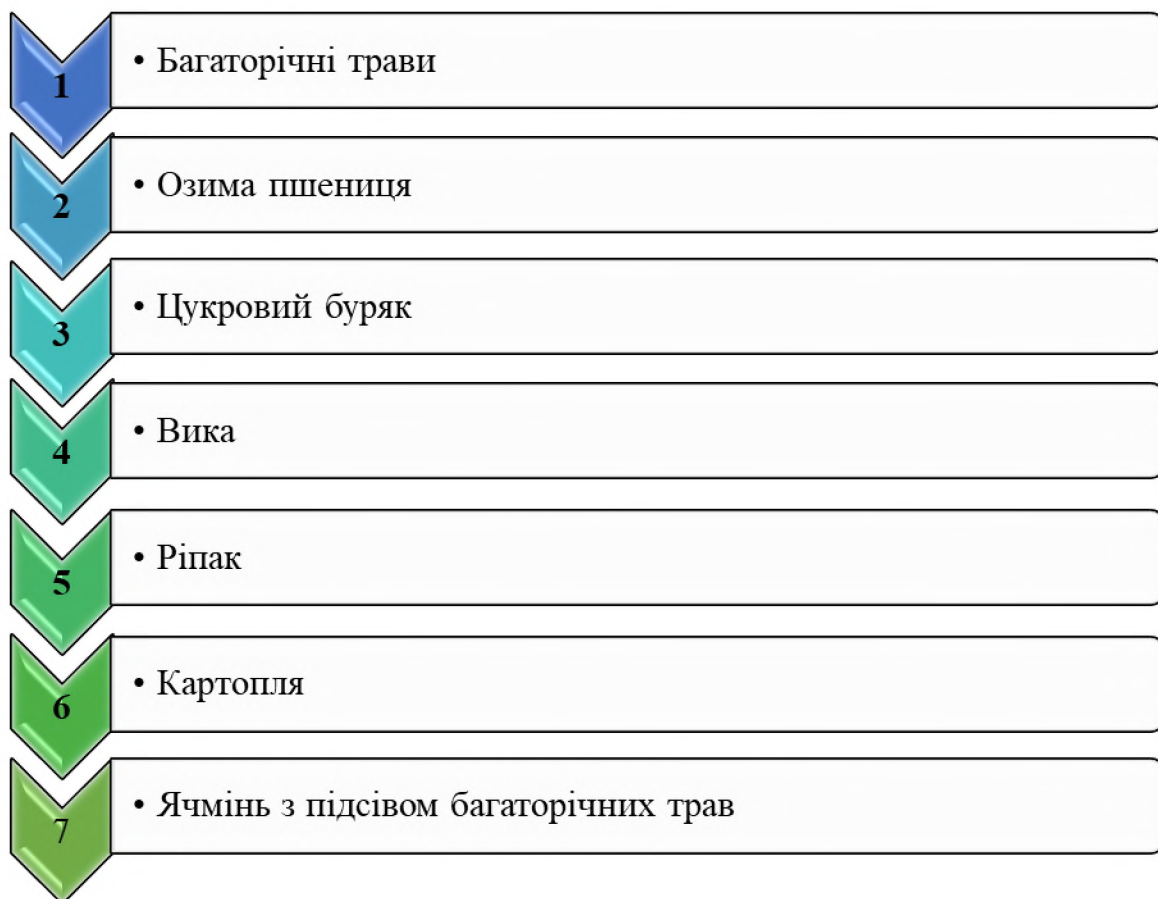 1 • Багаторічні трави
2 • Озима пшениця
3 • Цукровий буряк
4 • Вика
5 • Ріпак
6 • Картопля
7 • Ячмінь з підсівом багаторічних трав